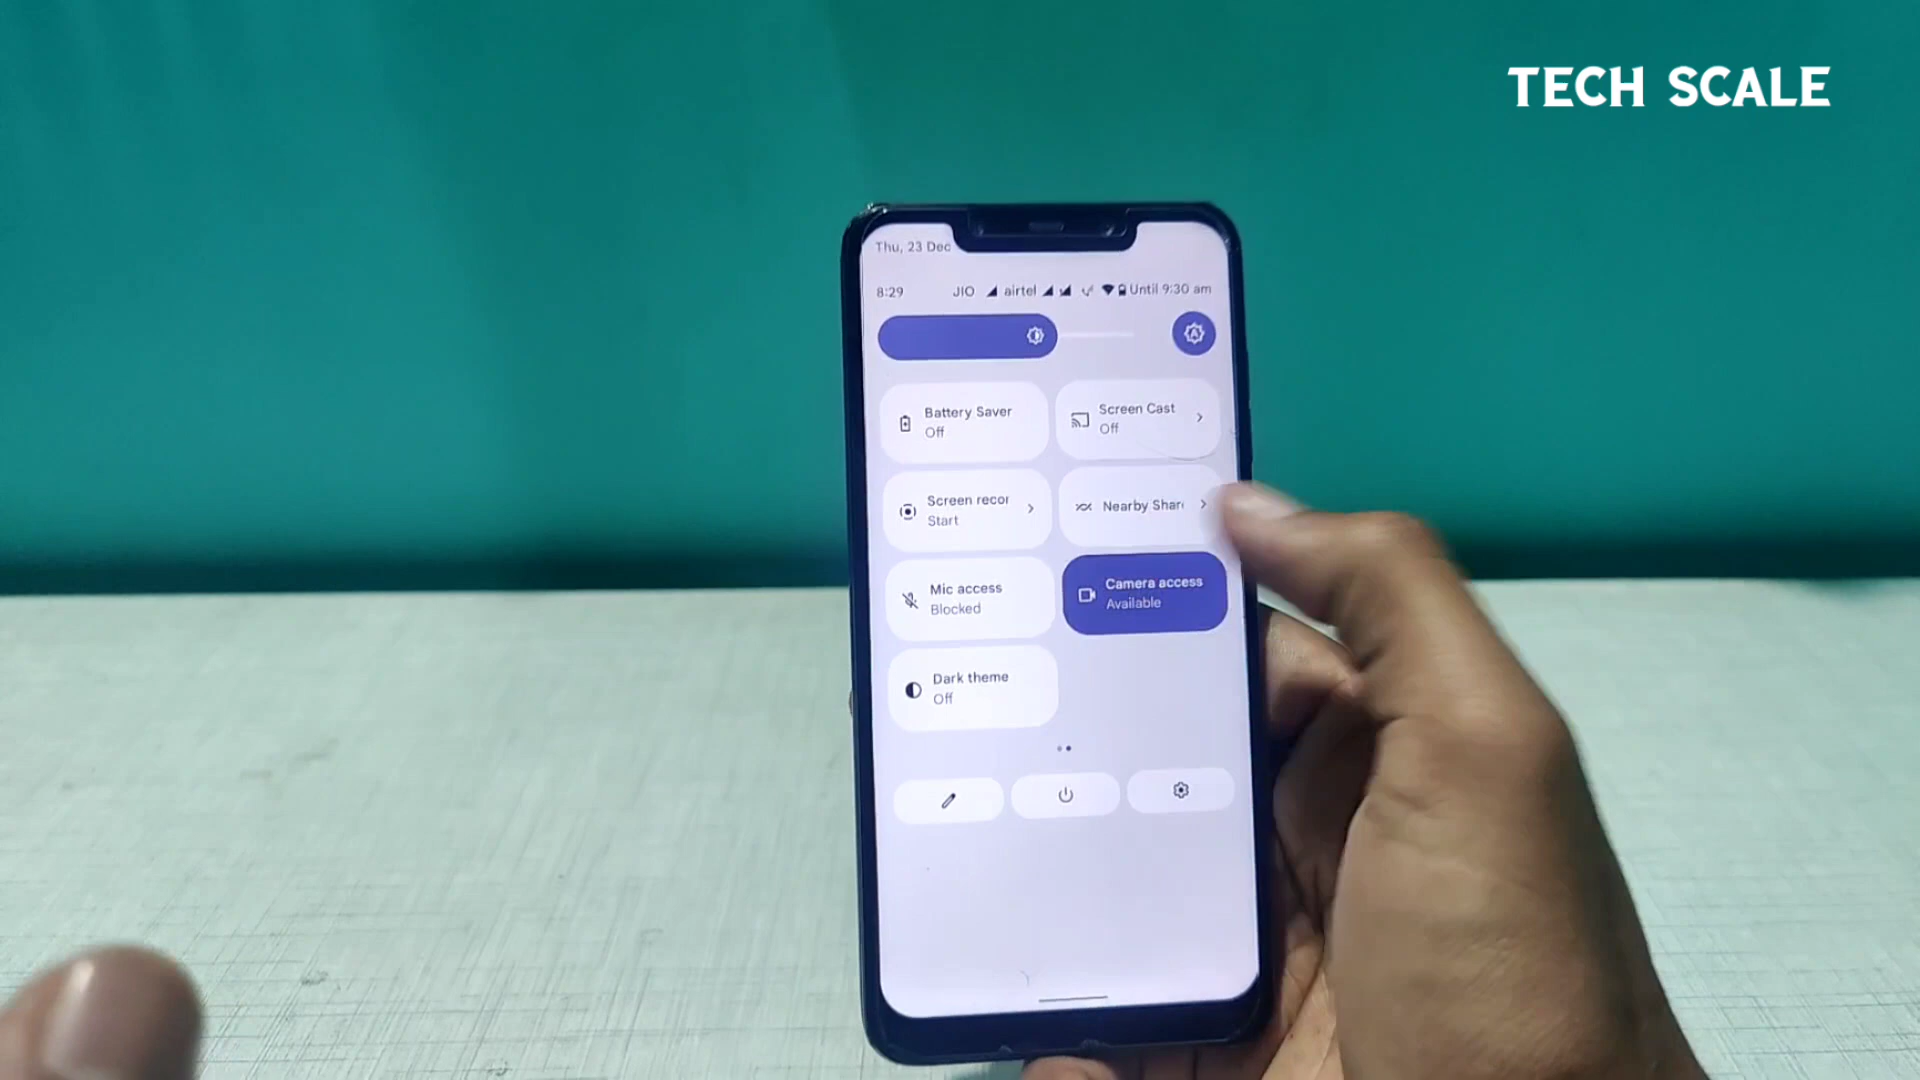 TECH SCALE
Thu, 23 Dec
8:29 JIO airtel Until 9:30 am
Battery Saver
Off
Screen Cast
Off
Screen recor
Start
Nearby Shar
Mic access
Blocked
Camera access
Available
Dark theme
Off